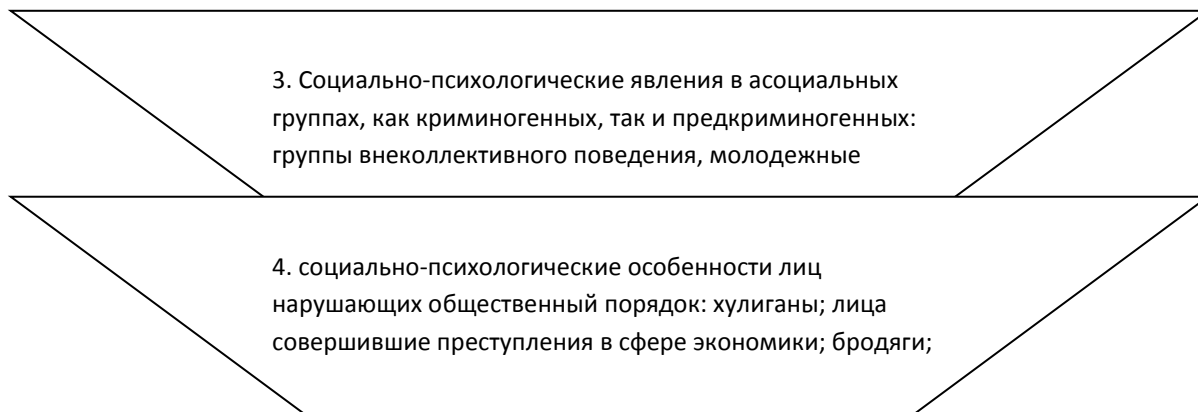 3. Социально-психологические явления в асоциальных
группах, как криминогенных, так и предкриминогенных:
группы внеколлективного поведения, молодежные
4. социально-психологические особенности лиц
нарушающих общественный порядок: хулиганы; лица
совершившие преступления в сфере экономики; бродяги;